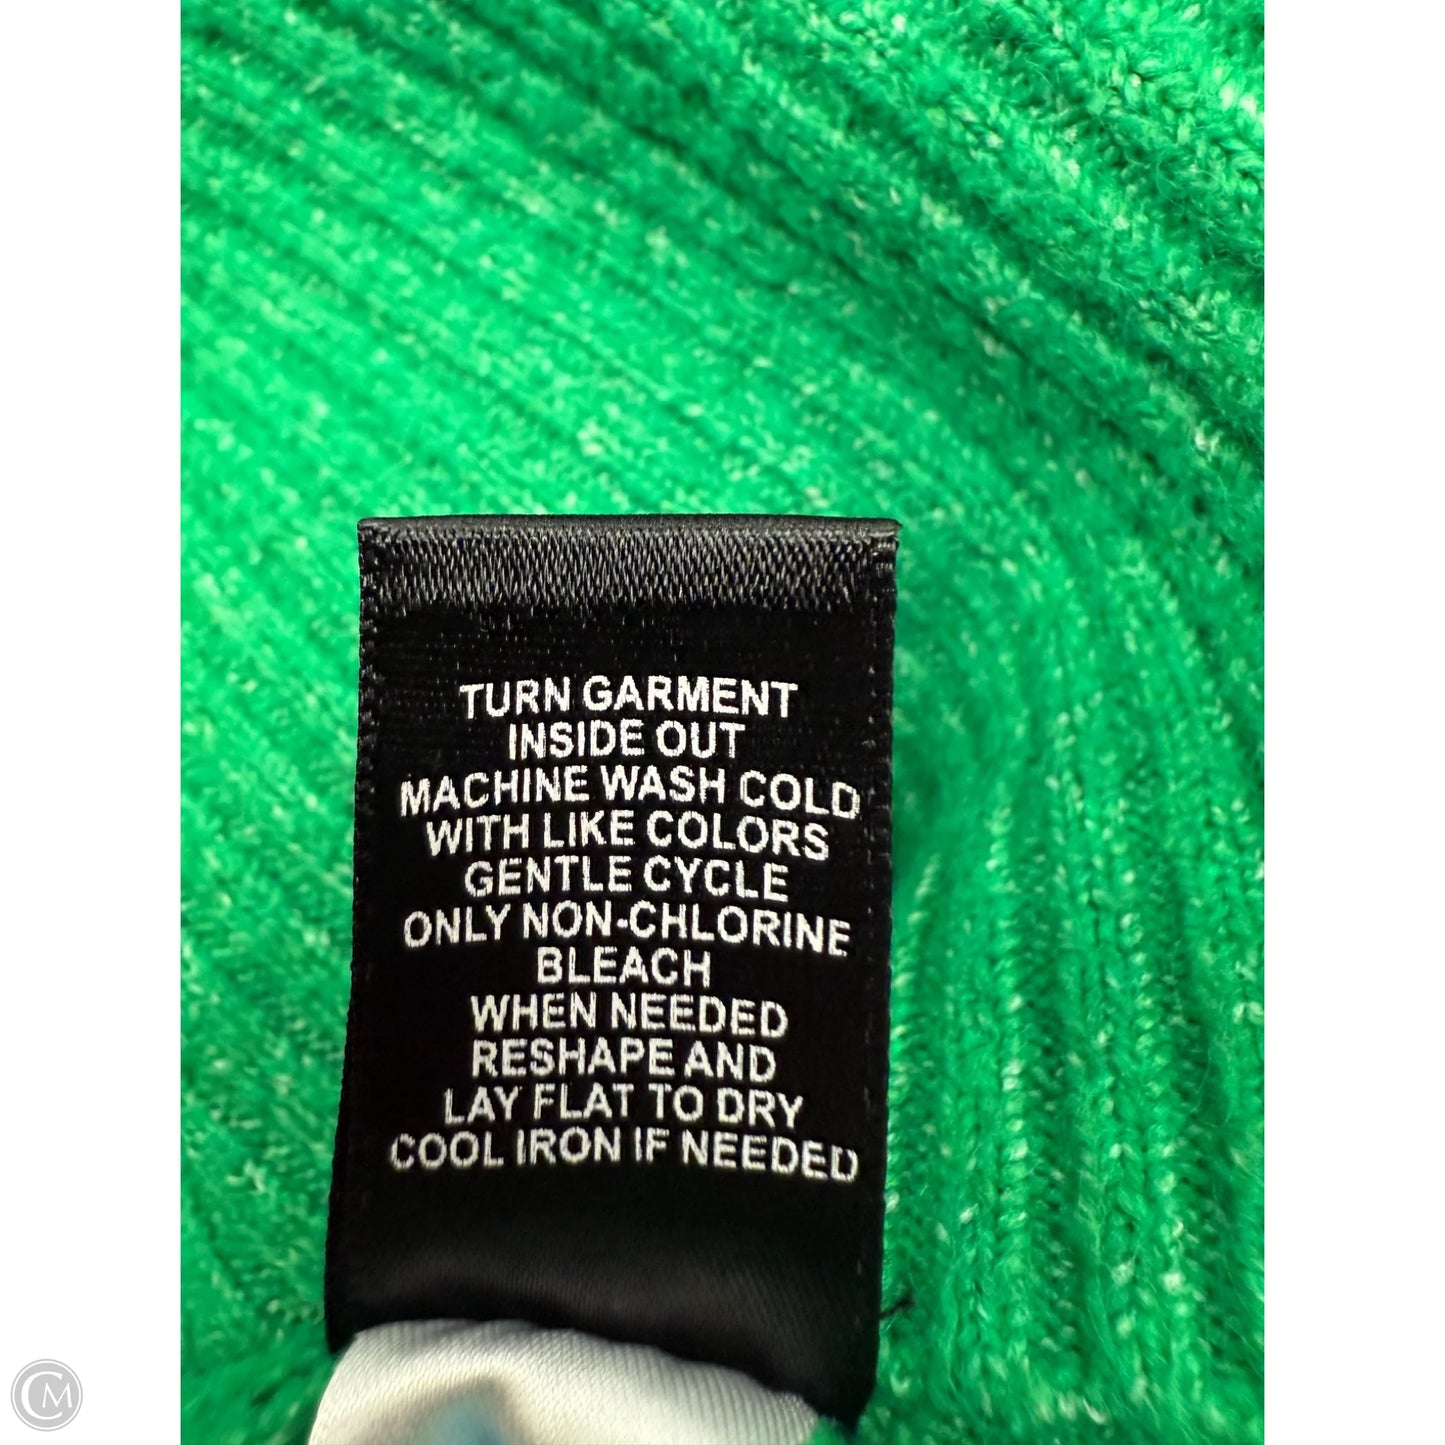 TURN GARMENT
INSIDE OUT
MACHINE WASH COLD
WITH LIKE COLORS
GENTLE CYCLE
ONLY NON-CHLORINE
BLEACH
WHEN NEEDED
RESHAPE AND
LAY FLAT TO DRY
COOL IRON IF NEEDED
CM